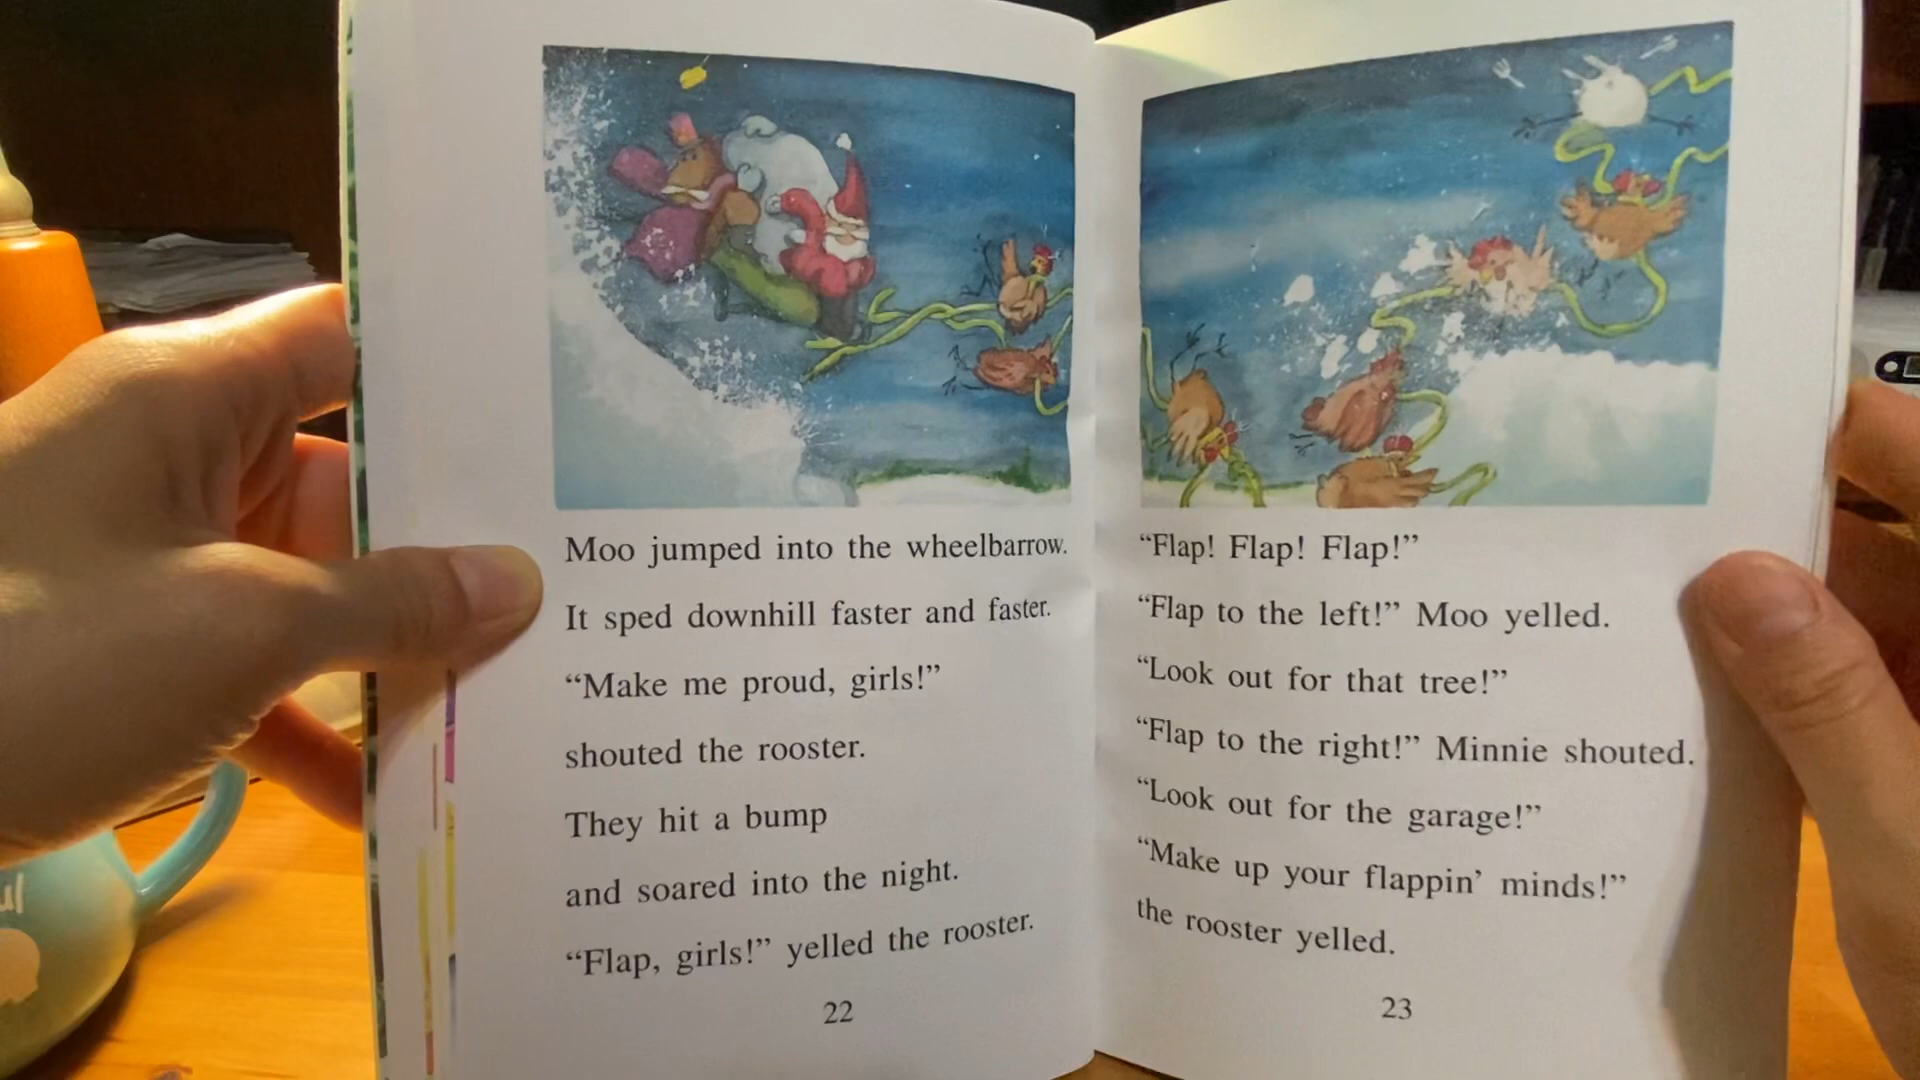 Moo jumped into the wheelbarrow.
It sped downhill faster and faster.
“Make me proud, girls!”
shouted the rooster.
They hit a bump
and soared into the night.
“Flap, girls!” yelled the rooster.
22
“Flap! Flap! Flap!”
“Flap to the left!” Moo yelled.
“Look out for that tree!”
“Flap to the right!” Minnie shouted.
“Look out for the garage!”
“Make up your flappin’ minds!”
the rooster yelled.
23